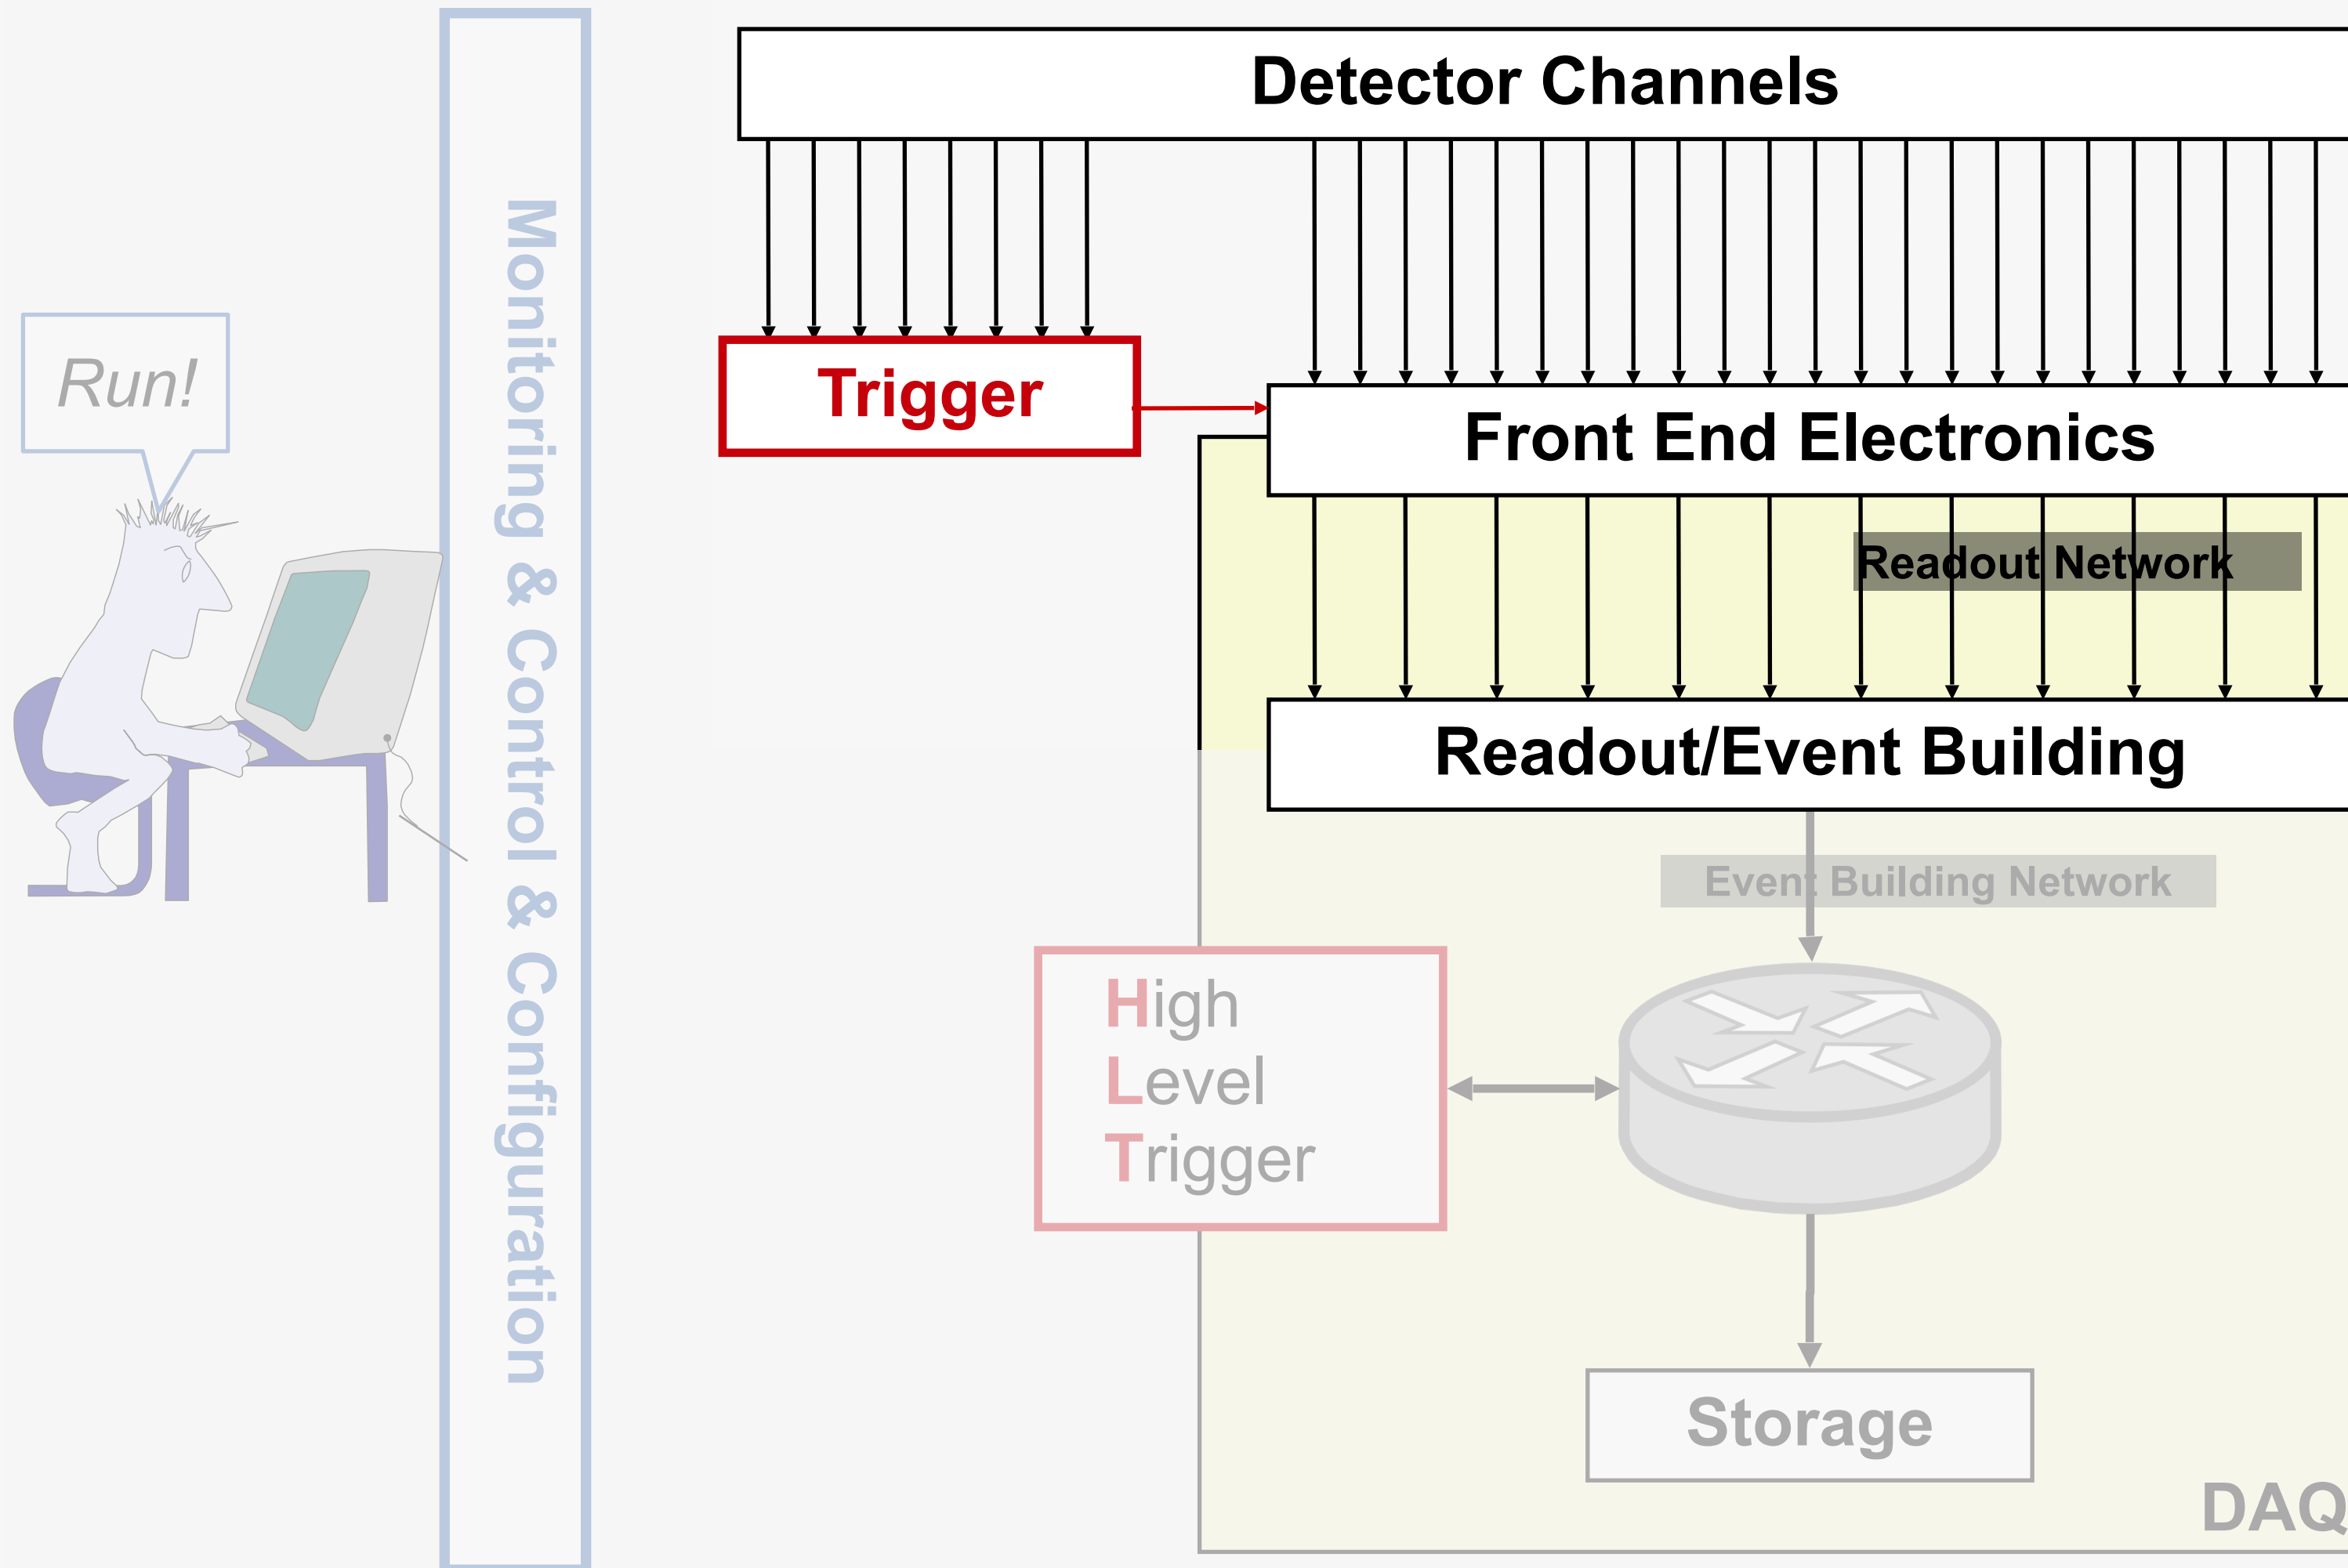 Detector Channels
Run!
Trigger
Front End Electronics
Monitoring & Control & Configuration
Readout Network
Readout/Event Building
Event Building Network
High
Level
Trigger
Storage
DAQ